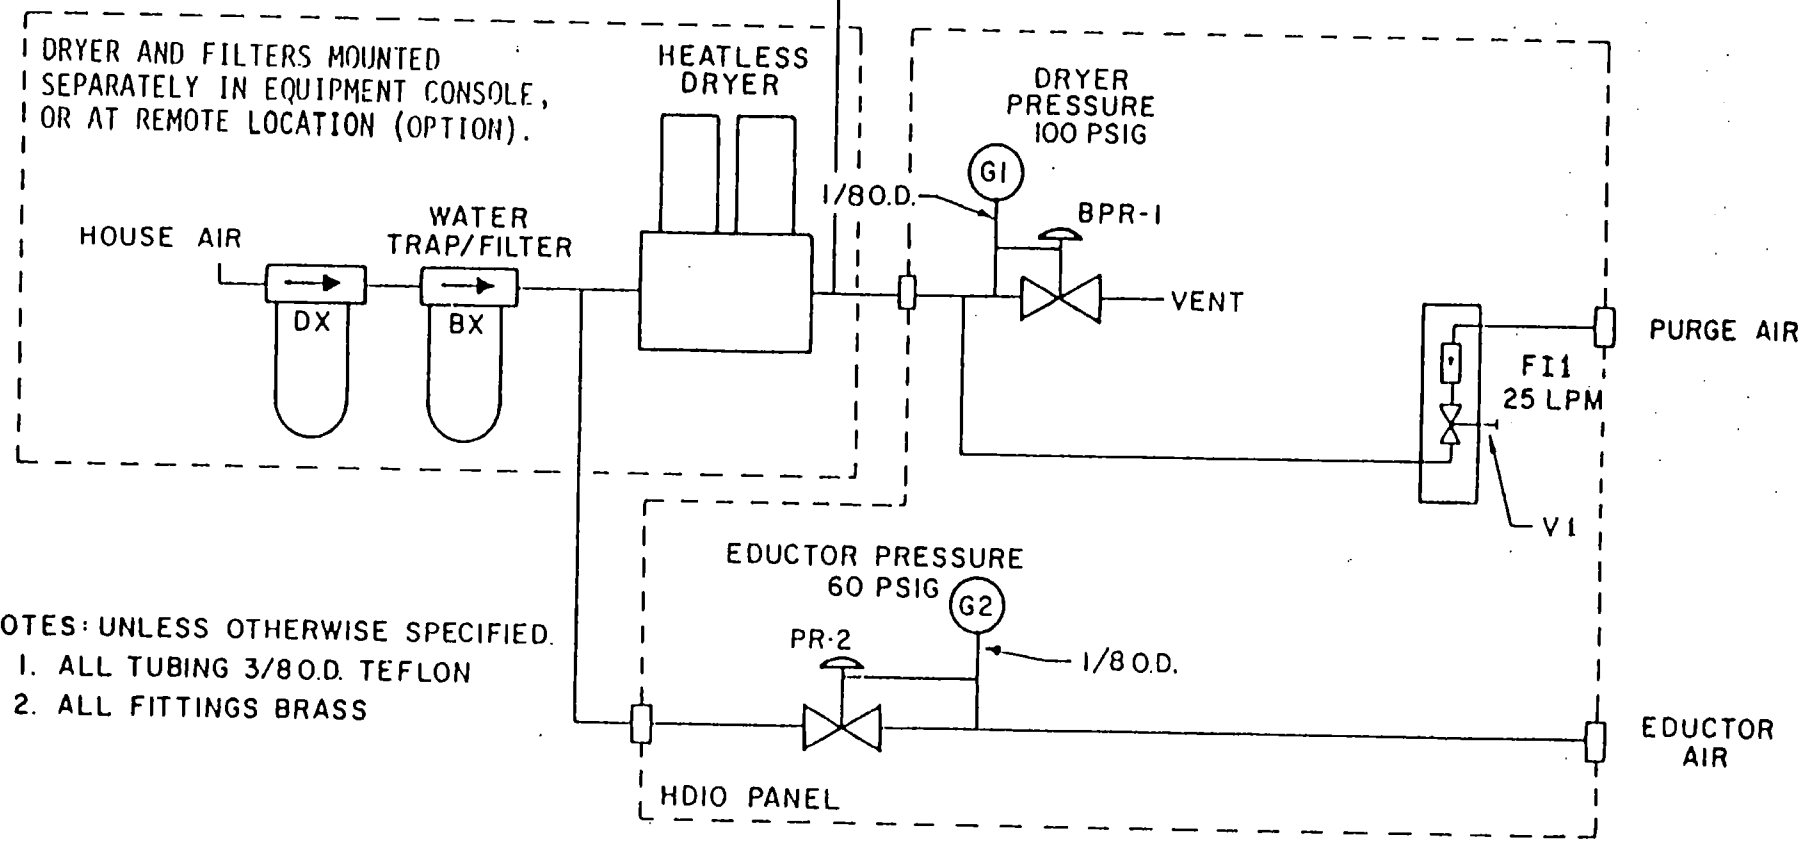 DRYER AND FILTERS MOUNTED
SEPARATELY IN EQUIPMENT CONSOLE,
OR AT REMOTE LOCATION (OPTION).
HEATLESS
DRYER
DRYER
PRESSURE
100 PSIG
G1
1/8 O.D.
BPR-1
WATER
TRAP/FILTER
HOUSE AIR
DX
BX
VENT
PURGE AIR
FI1
25 LPM
V1
EDUCTOR PRESSURE
60 PSIG
G2
PR-2
1/8 O.D.
OTES: UNLESS OTHERWISE SPECIFIED.
1. ALL TUBING 3/8 O.D. TEFLON
2. ALL FITTINGS BRASS
EDUCTOR
AIR
HD10 PANEL